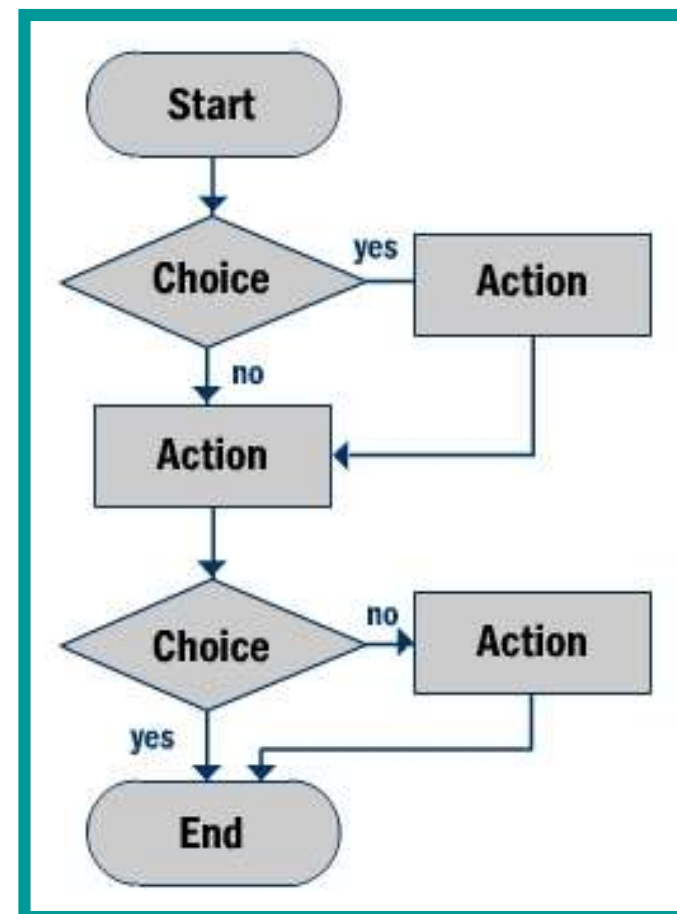 Start
Choice
yes
Action
no
Action
Choice
no
Action
yes
End